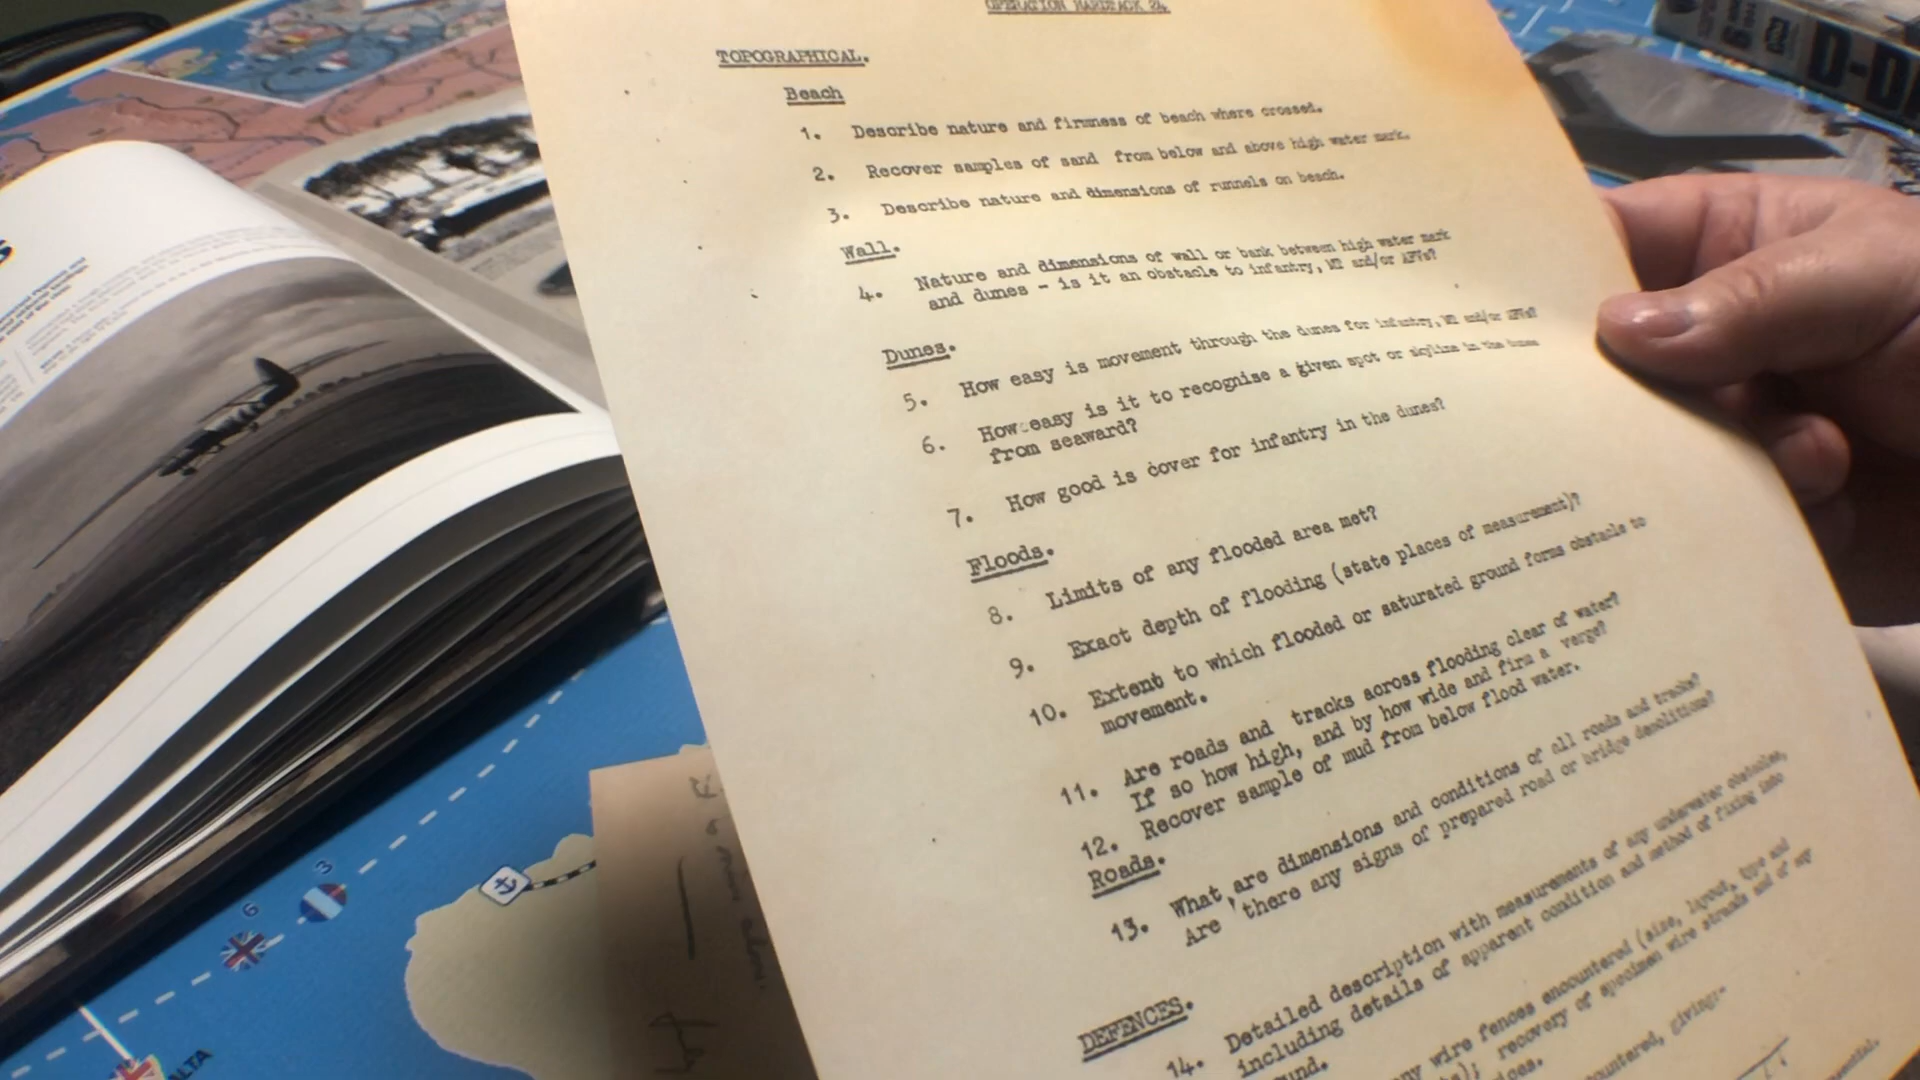 OPERATION HARDTACK 24.
TOPOGRAPHICAL.
Beach
1. Describe nature and firmness of beach where crossed.
2. Recover samples of sand from below and above high water mark.
3. Describe nature and dimensions of runnels on beach.
Wall.
4. Nature and dimensions of wall or bank between high water mark
and dunes - is it an obstacle to infantry, MT and/or AFVs?
Dunes.
5. How easy is movement through the dunes for infantry, MT and/or AFVs?
6. How easy is it to recognise a given spot or skyline in the dunes
from seaward?
7. How good is cover for infantry in the dunes?
Floods.
8. Limits of any flooded area met?
9. Exact depth of flooding (state places of measurement)?
10. Extent to which flooded or saturated ground forms obstacle to
movement.
11. Are roads and tracks across flooding clear of water?
If so how high, and by how wide and firm a verge?
12. Recover sample of mud from below flood water.
Roads.
13. What are dimensions and conditions of all roads and tracks?
Are there any signs of prepared road or bridge demolitions?
DEFENCES.
14. Detailed description with measurements of any underwater obstacles,
including details of apparent condition and method of fixing into
wire fences encountered (size, layout, type and
recovery of specimen wire strands and of any
giving:-
D-D
3
6
ALTA